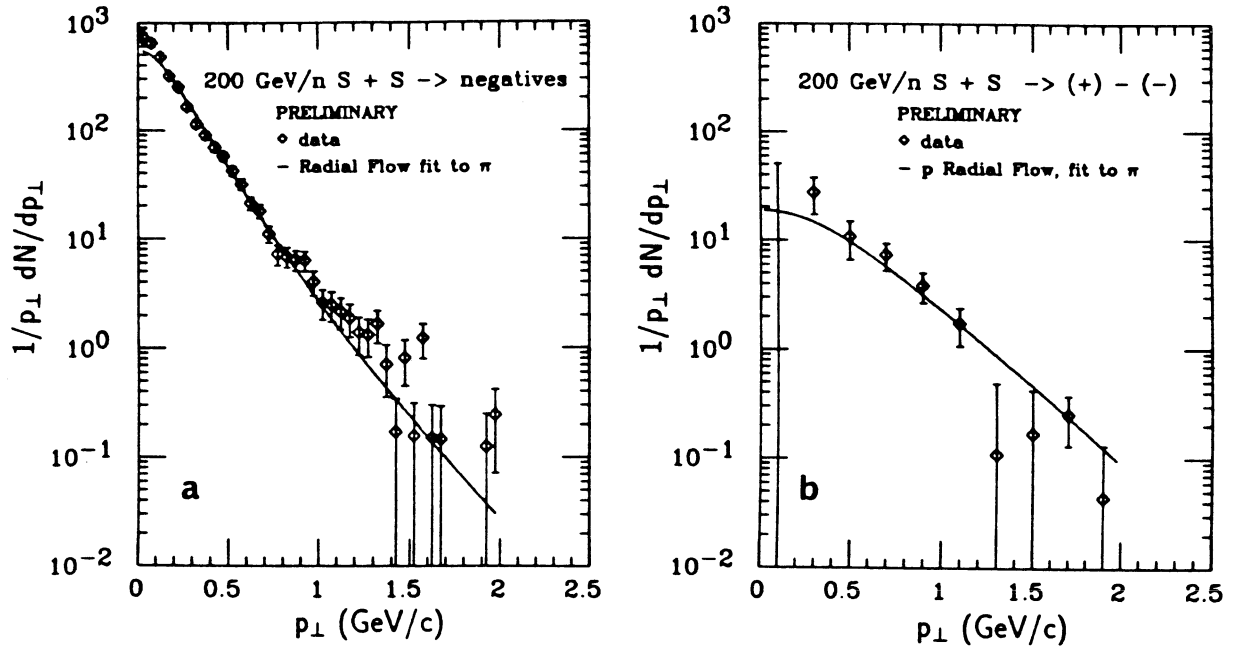 10³
10²
10¹
10⁰
10⁻¹
10⁻²
1/p⊥ dN/dp⊥
200 GeV/n S + S -> negatives
PRELIMINARY
◇ data
− Radial Flow fit to π
a
0 0.5 1 1.5 2 2.5
p⊥ (GeV/c)
10³
10²
10¹
10⁰
10⁻¹
10⁻²
1/p⊥ dN/dp⊥
200 GeV/n S + S -> (+) - (-)
PRELIMINARY
◇ data
− p Radial Flow, fit to π
b
0 0.5 1 1.5 2 2.5
p⊥ (GeV/c)